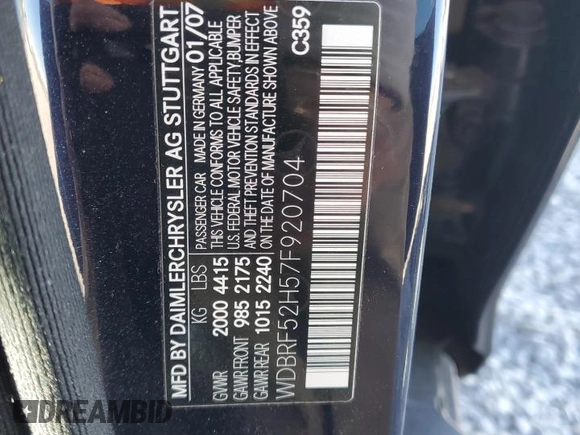 MFD BY DAIMLERCHRYSLER AG STUTTGART
01/07
KG LBS
GVWR 2000 4415
GAWR FRONT 985 2175
GAWR REAR 1015 2240
PASSENGER CAR MADE IN GERMANY
THIS VEHICLE CONFORMS TO ALL APPLICABLE
U.S. FEDERAL MOTOR VEHICLE SAFETY,BUMPER
AND THEFT PREVENTION STANDARDS IN EFFECT
ON THE DATE OF MANUFACTURE SHOWN ABOVE
C359
WDBRF52H57F920704
DREAMBID